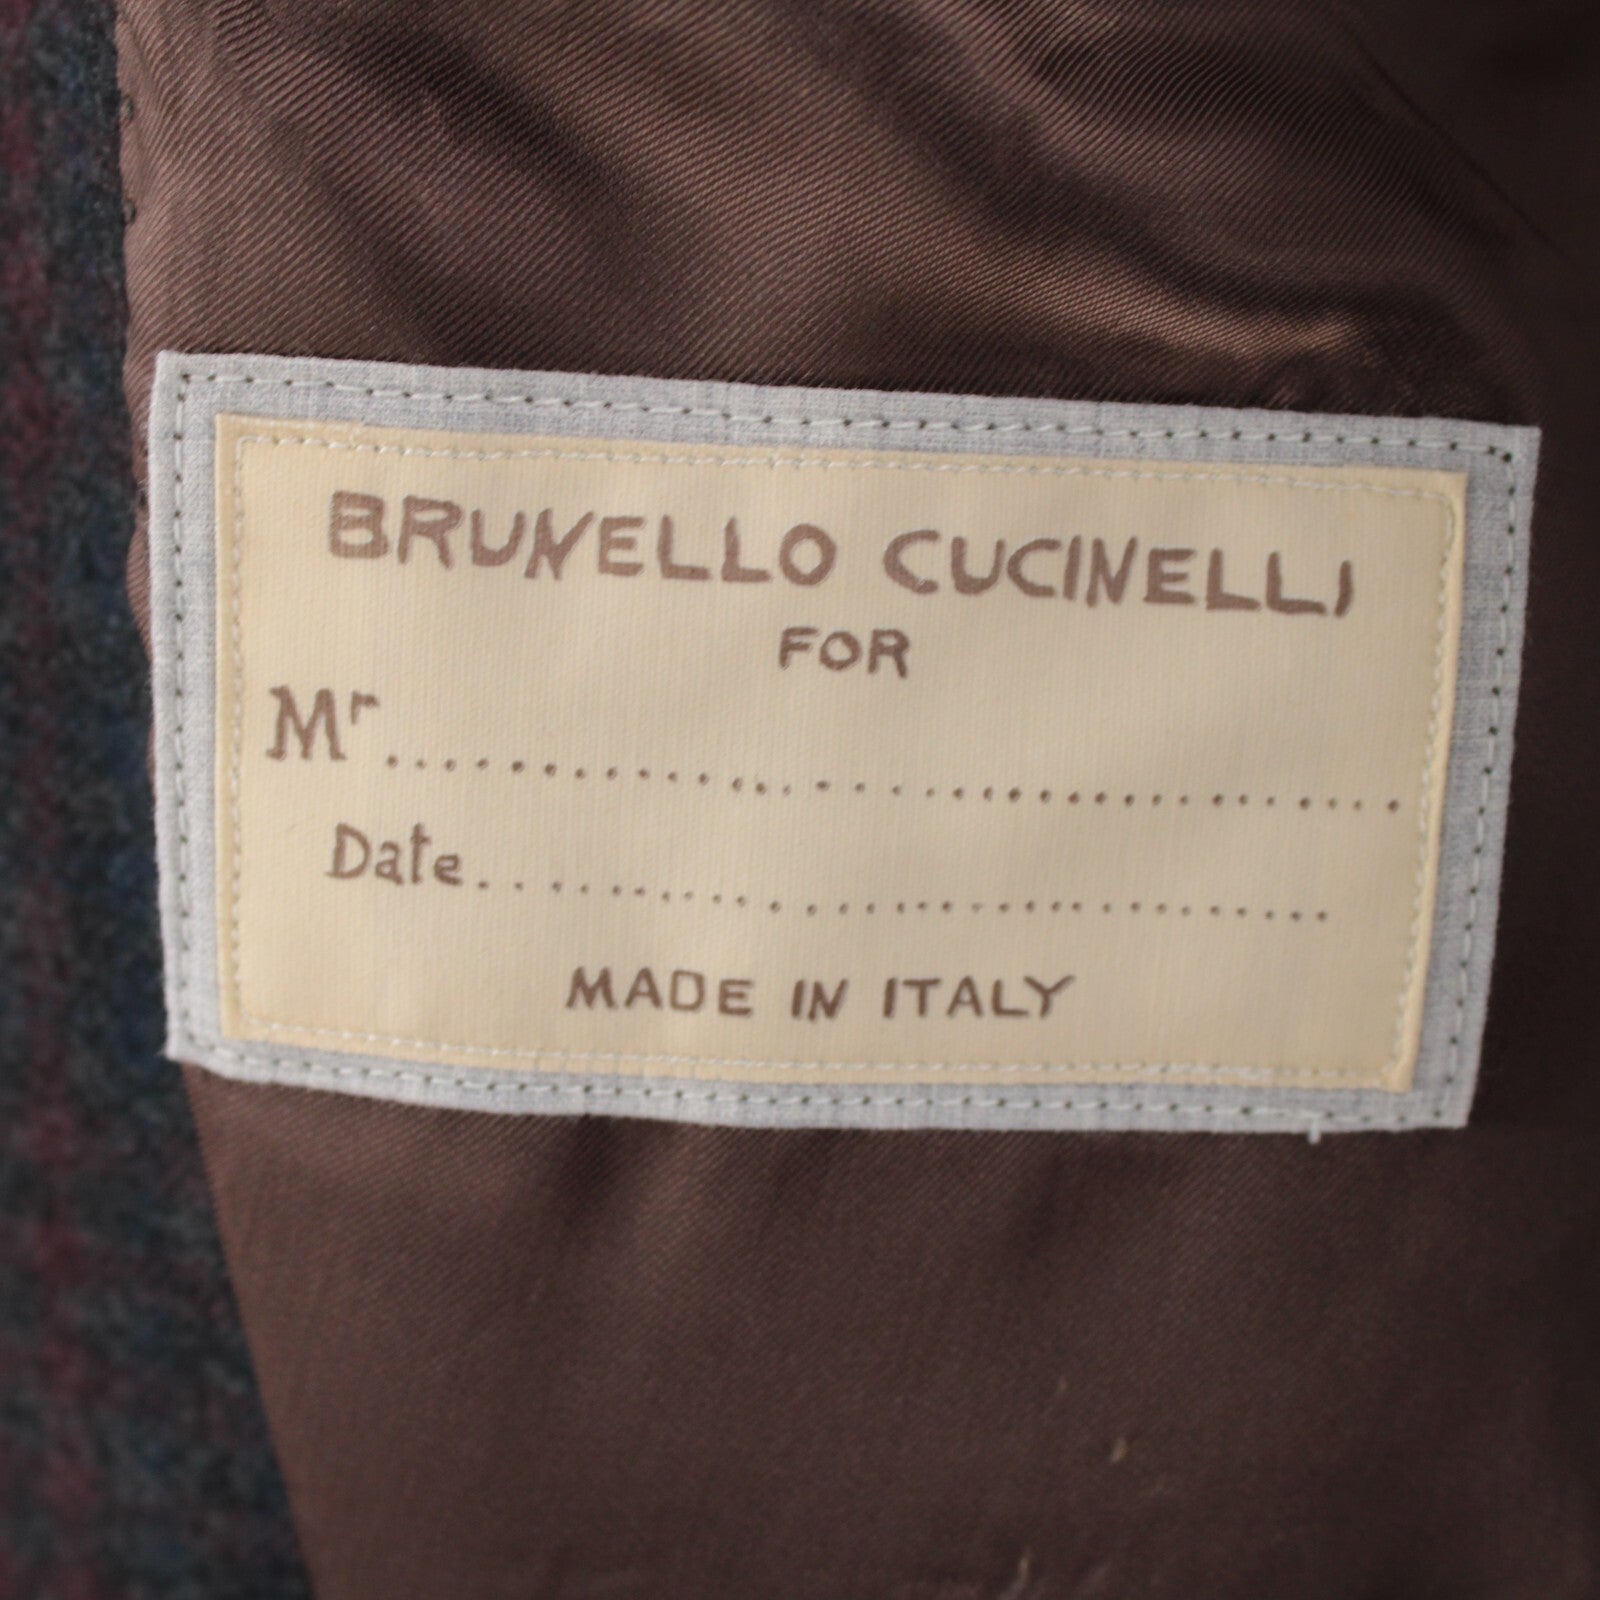 BRUNELLO CUCINELLI
FOR
Mr..............................
Date..............................
MADE IN ITALY